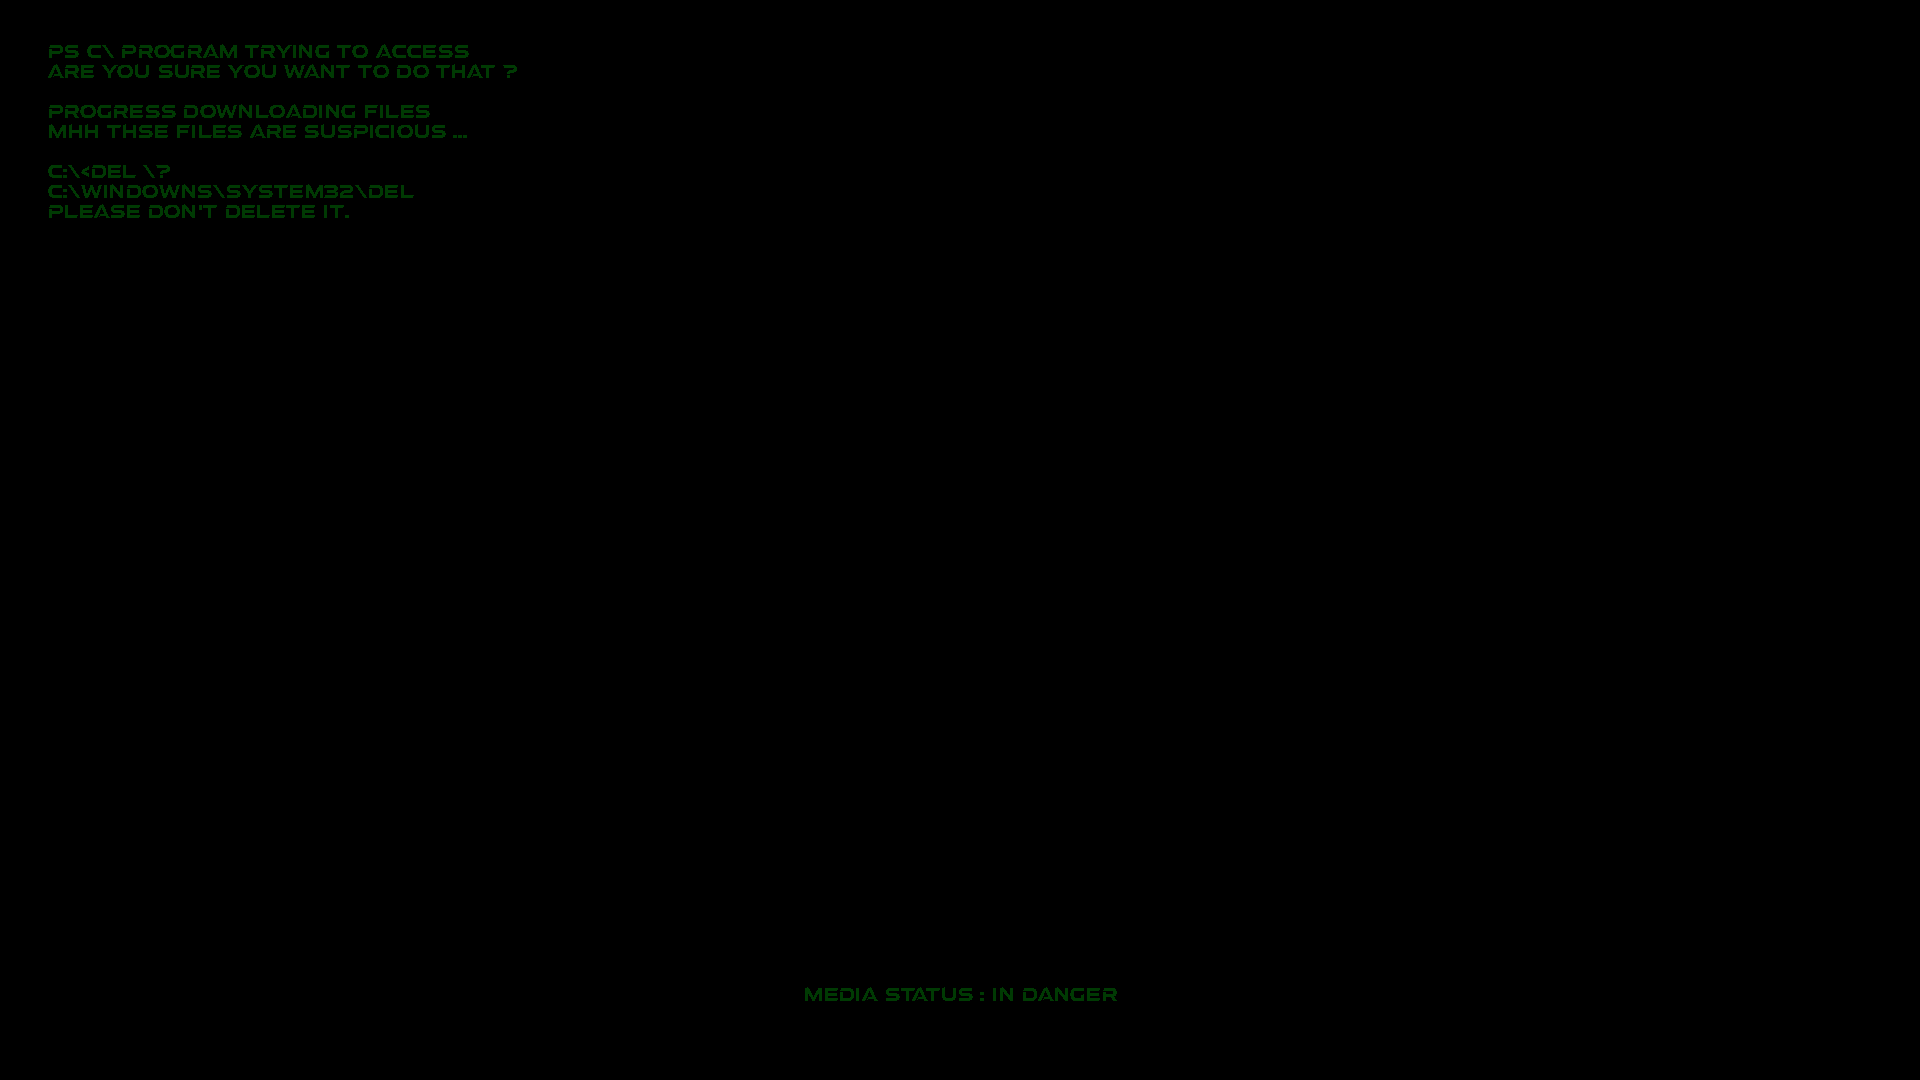 PS C\ PROGRAM TRYING TO ACCESS
ARE YOU SURE YOU WANT TO DO THAT ?
PROGRESS DOWNLOADING FILES
MHH THSE FILES ARE SUSPICIOUS ...
C:\<DEL \?
C:\WINDOWNS\SYSTEM32\DEL
PLEASE DON'T DELETE IT.
MEDIA STATUS : IN DANGER